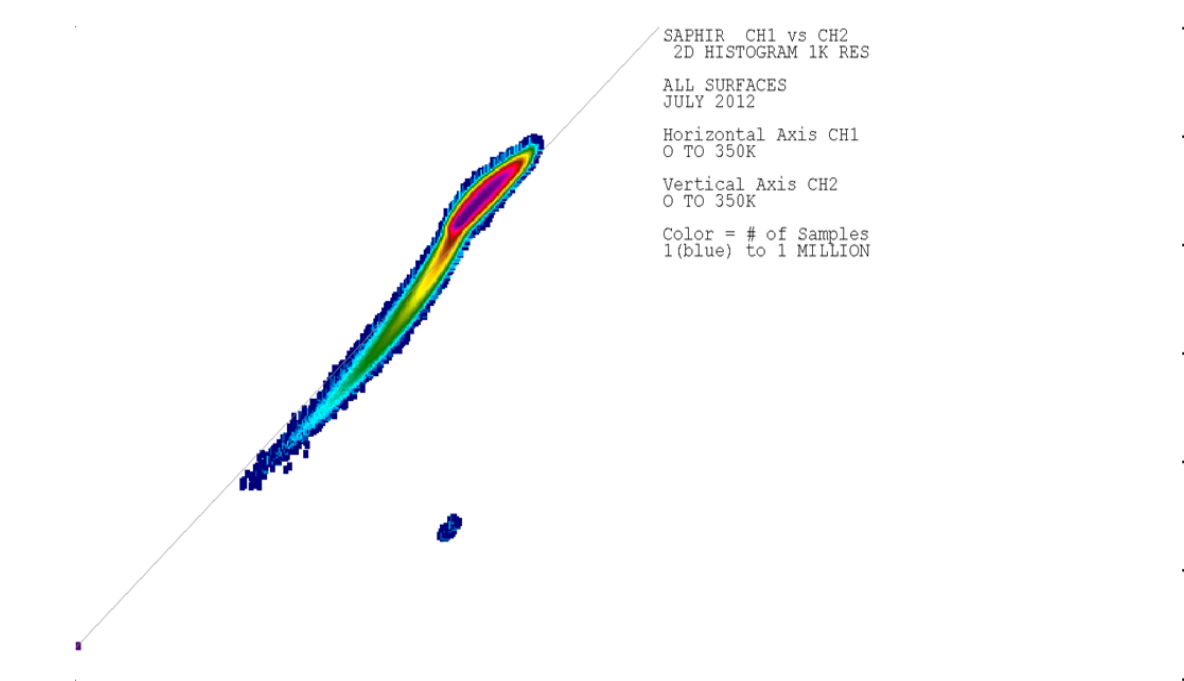 SAPHIR CH1 vs CH2
2D HISTOGRAM 1K RES
ALL SURFACES
JULY 2012
Horizontal Axis CH1
O TO 350K
Vertical Axis CH2
O TO 350K
Color = # of Samples
1(blue) to 1 MILLION